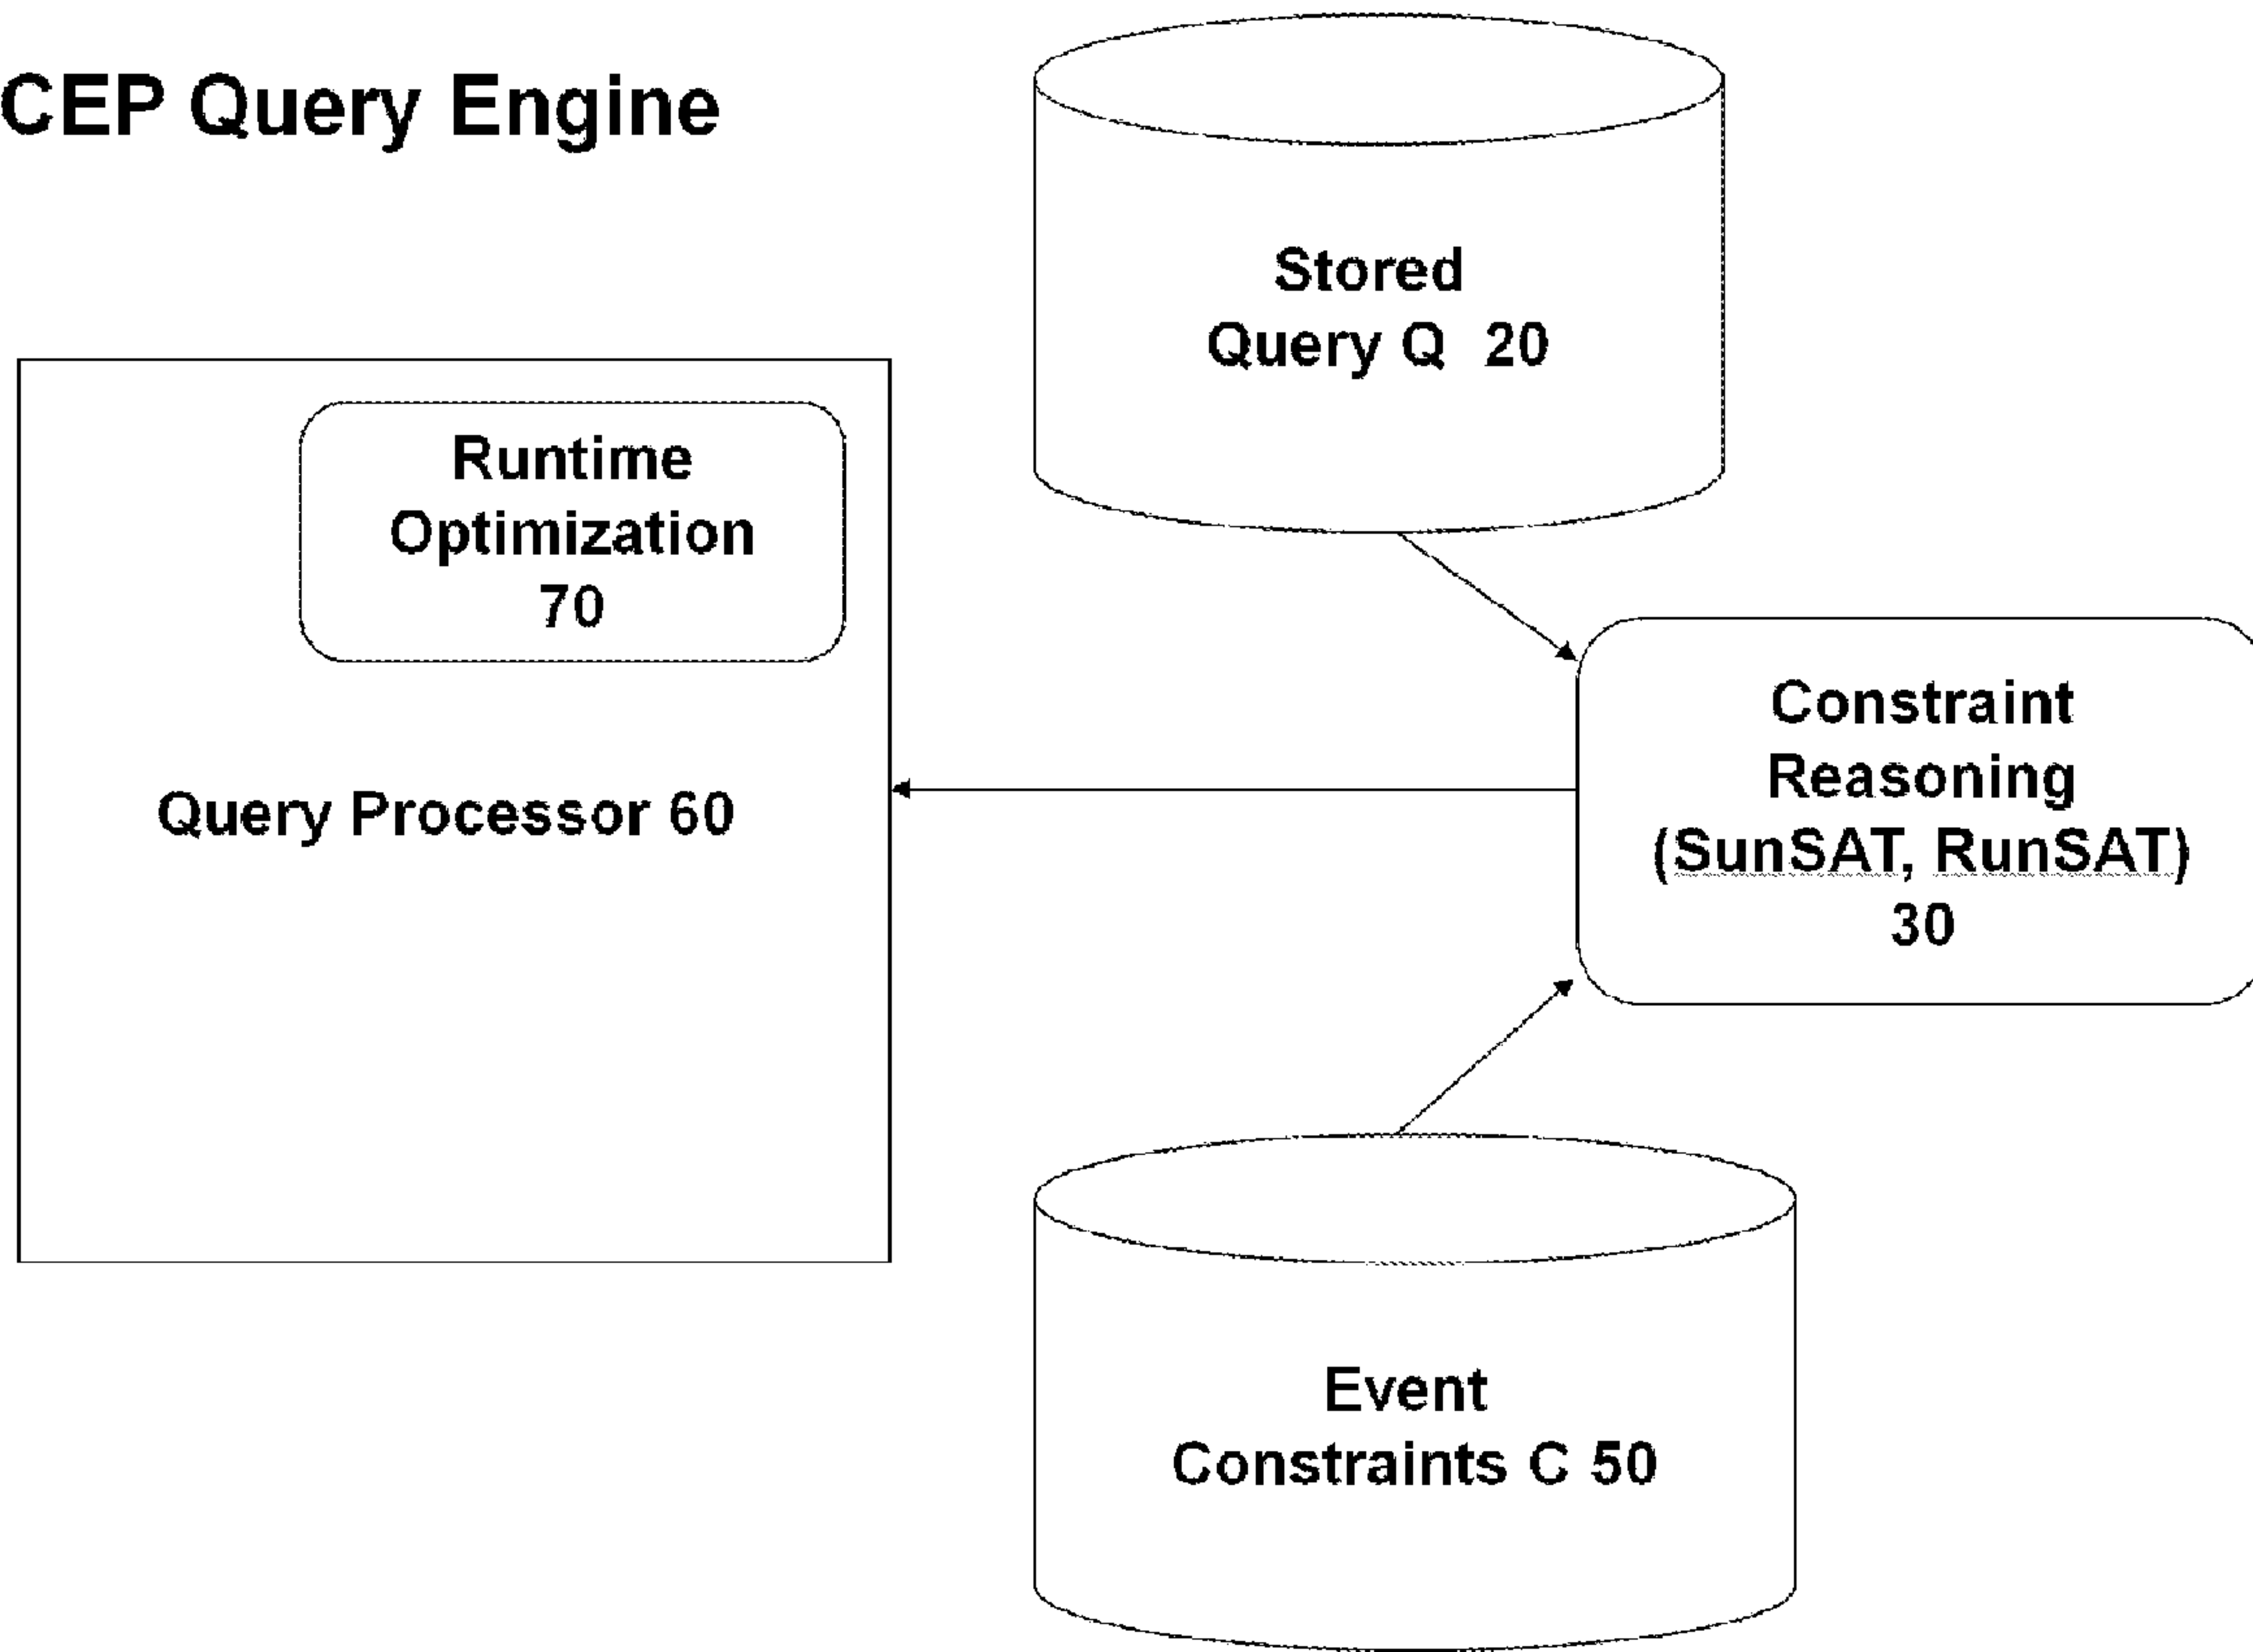 CEP Query Engine
Stored
Query Q 20
Runtime
Optimization
70
Query Processor 60
Constraint
Reasoning
(SunSAT, RunSAT)
30
Event
Constraints C 50